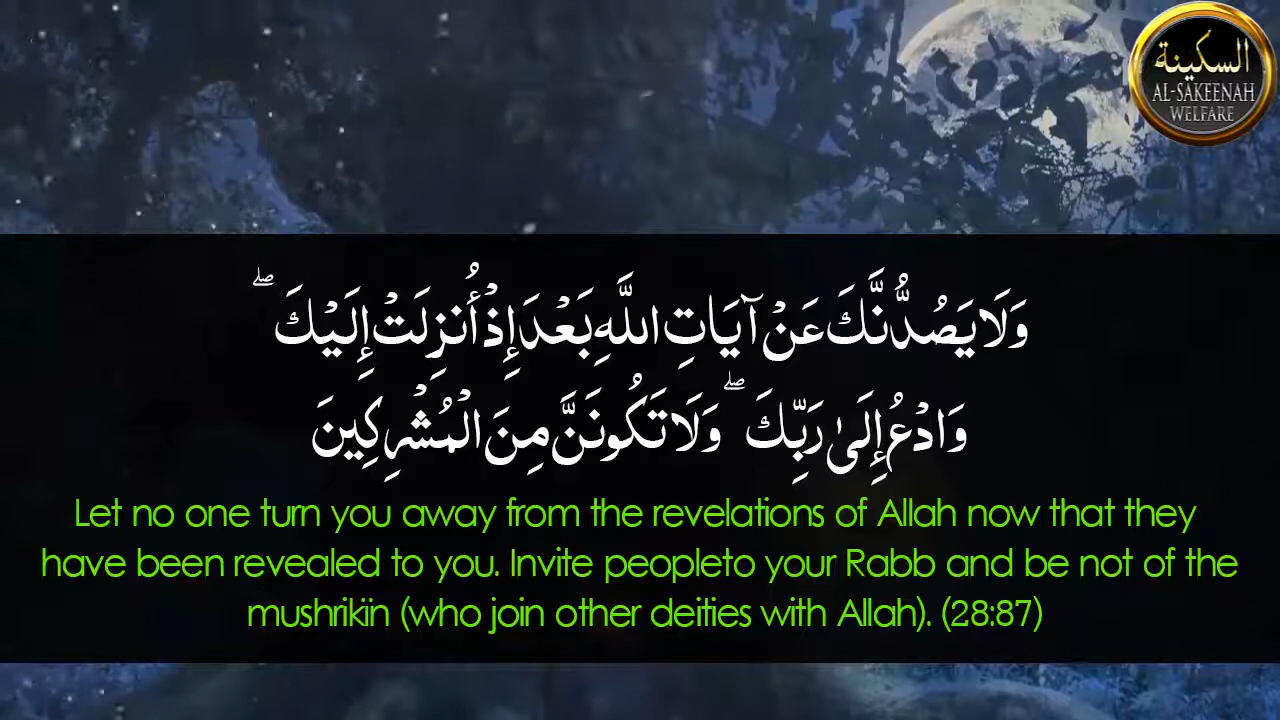 السكينة
AL-SAKEENAH
WELFARE
وَلَا يَصُدُّنَّكَ عَنْ آيَاتِ اللَّهِ بَعْدَ إِذْ أُنزِلَتْ إِلَيْكَ ۖ
وَادْعُ إِلَىٰ رَبِّكَ ۖ وَلَا تَكُونَنَّ مِنَ الْمُشْرِكِينَ
Let no one turn you away from the revelations of Allah now that they
have been revealed to you. Invite peopleto your Rabb and be not of the
mushrikïn (who join other deities with Allah). (28:87)